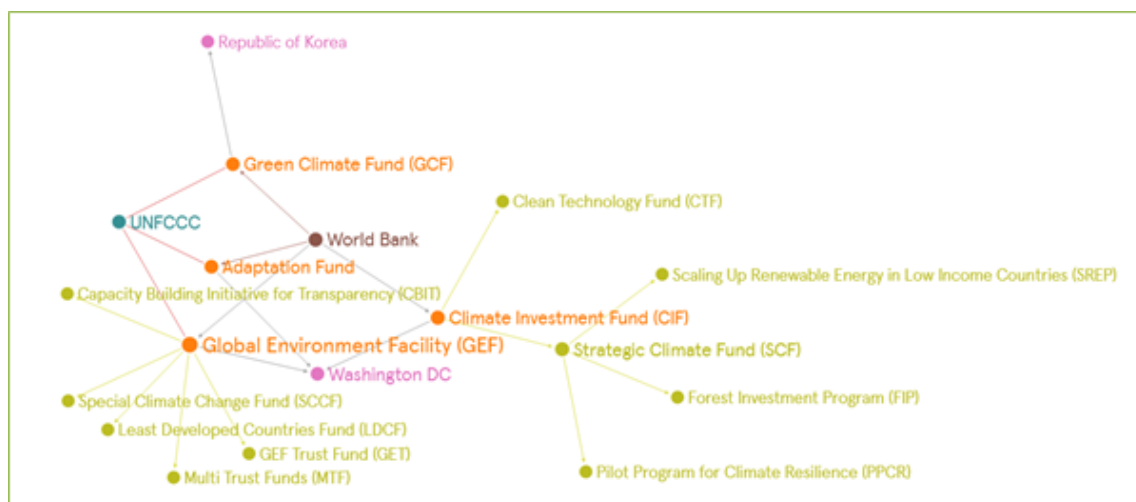 Republic of Korea
Green Climate Fund (GCF)
Clean Technology Fund (CTF)
UNFCCC
World Bank
Adaptation Fund
Scaling Up Renewable Energy in Low Income Countries (SREP)
Capacity Building Initiative for Transparency (CBIT)
Climate Investment Fund (CIF)
Global Environment Facility (GEF)
Strategic Climate Fund (SCF)
Washington DC
Forest Investment Program (FIP)
Special Climate Change Fund (SCCF)
Least Developed Countries Fund (LDCF)
GEF Trust Fund (GET)
Pilot Program for Climate Resilience (PPCR)
Multi Trust Funds (MTF)